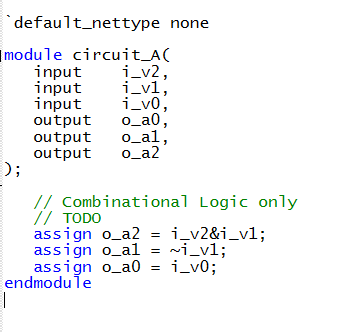 `default_nettype none
module circuit_A(
input i_v2,
input i_v1,
input i_v0,
output o_a0,
output o_a1,
output o_a2
);
// Combinational Logic only
// TODO
assign o_a2 = i_v2&i_v1;
assign o_a1 = ~i_v1;
assign o_a0 = i_v0;
endmodule